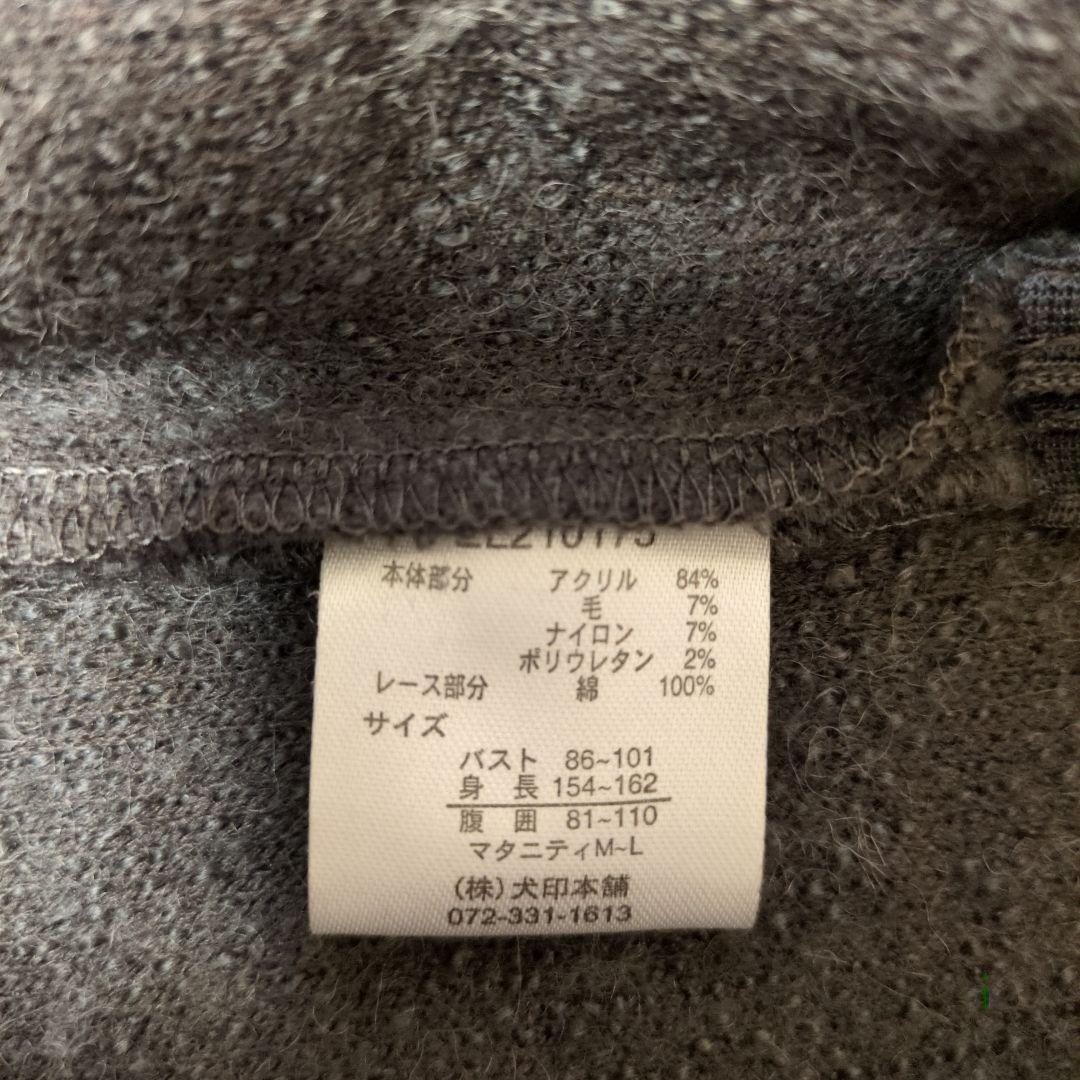 本体部分 アクリル 84%
毛 7%
ナイロン 7%
ポリウレタン 2%
レース部分 綿 100%
サイズ
バスト 86~101
身長 154~162
腹囲 81~110
マタニティM~L
(株)犬印本舗
072-331-1613